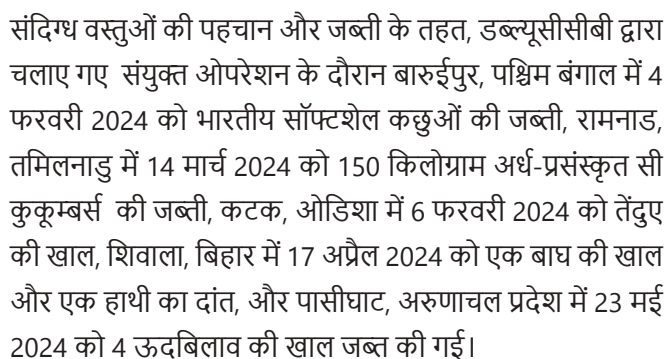 संदिग्ध वस्तुओं की पहचान और जब्ती के तहत, डब्ल्यूसीसीबी द्वारा
चलाए गए संयुक्त ओपरेशन के दौरान बारुईपुर, पश्चिम बंगाल में 4
फरवरी 2024 को भारतीय सॉफ्टशेल कछुओं की जब्ती, रामनाड,
तमिलनाडु में 14 मार्च 2024 को 150 किलोग्राम अर्ध-प्रसंस्कृत सी
कुकूम्बर्स की जब्ती, कटक, ओडिशा में 6 फरवरी 2024 को तेंदुए
की खाल, शिवाला, बिहार में 17 अप्रैल 2024 को एक बाघ की खाल
और एक हाथी का दांत, और पासीघाट, अरुणाचल प्रदेश में 23 मई
2024 को 4 ऊदबिलाव की खाल जब्त की गई।